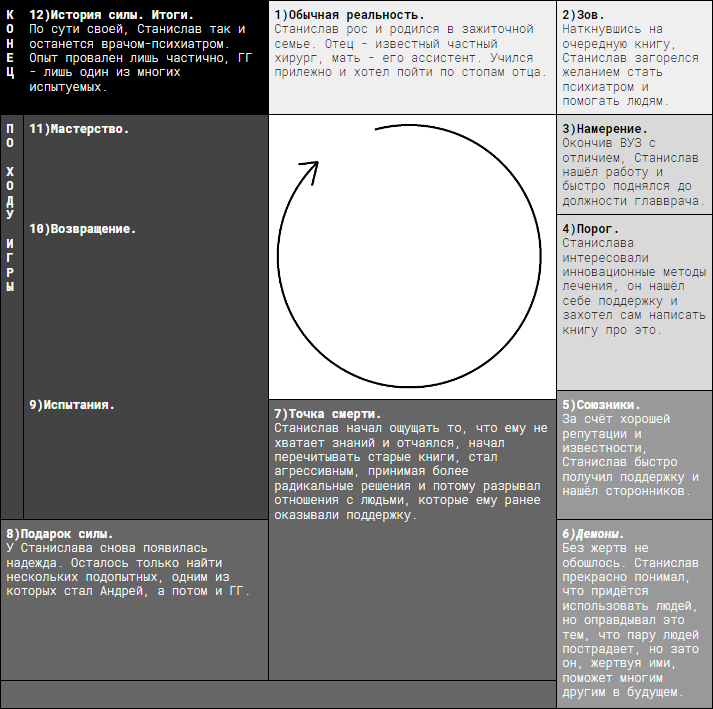 К
О
Н
Е
Ц
12)История силы. Итоги.
По сути своей, Станислав так и
останется врачом-психиатром.
Опыт провален лишь частично, ГГ
- лишь один из многих
испытуемых.
1)Обычная реальность.
Станислав рос и родился в зажиточной
семье. Отец - известный частный
хирург, мать - его ассистент. Учился
прилежно и хотел пойти по стопам отца.
2)Зов.
Наткнувшись на
очередную книгу,
Станислав загорелся
желанием стать
психиатром и
помогать людям.
3)Намерение.
Окончив ВУЗ с
отличием, Станислав
нашёл работу и
быстро поднялся до
должности главврача.
4)Порог.
Станислава
интересовали
инновационные методы
лечения, он нашёл
себе поддержку и
захотел сам написать
книгу про это.
5)Союзники.
За счёт хорошей
репутации и
известности,
Станислав быстро
получил поддержку и
нашёл сторонников.
6)Демоны.
Без жертв не
обошлось. Станислав
прекрасно понимал,
что придётся
использовать людей,
но оправдывал это
тем, что пару людей
пострадает, но зато
он, жертвуя ими,
поможет многим
другим в будущем.
7)Точка смерти.
Станислав начал ощущать то, что ему не
хватает знаний и отчаялся, начал
перечитывать старые книги, стал
агрессивным, принимая более
радикальные решения и потому разрывал
отношения с людьми, которые ему ранее
оказывали поддержку.
8)Подарок силы.
У Станислава снова появилась
надежда. Осталось только найти
нескольких подопытных, одним из
которых стал Андрей, а потом и ГГ.
П
О
Х
О
Д
У
И
Г
Р
Ы
9)Испытания.
10)Возвращение.
11)Мастерство.